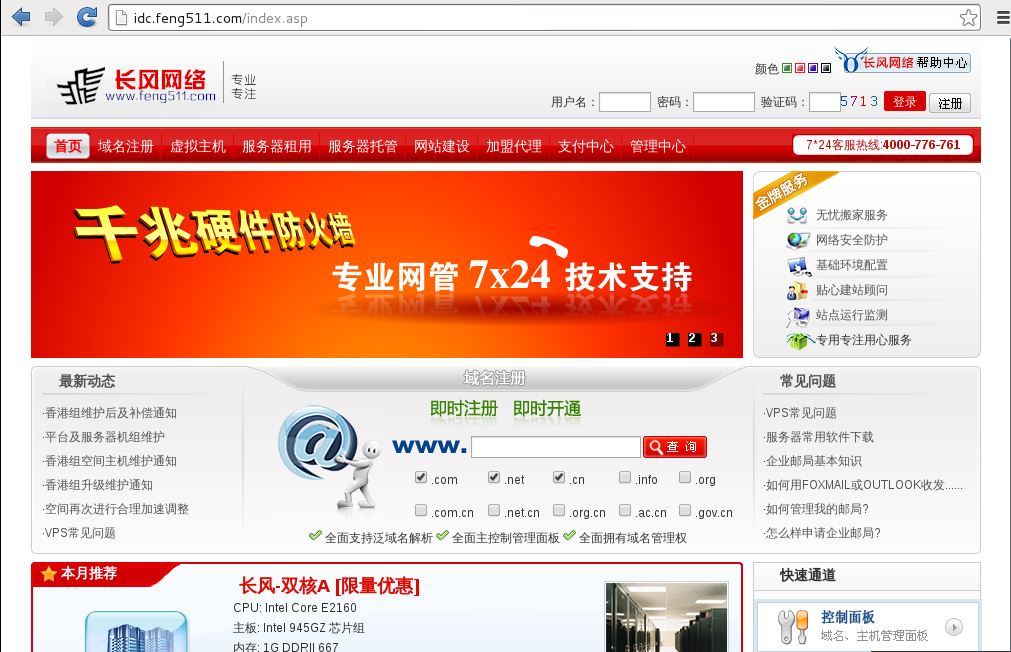 idc.feng511.com/index.asp
长风网络
www.feng511.com
专业
专注
颜色
长风网络 帮助中心
用户名： 密码： 验证码： 5713 登录 注册
首页 域名注册 虚拟主机 服务器租用 服务器托管 网站建设 加盟代理 支付中心 管理中心 7*24客服热线:4000-776-761
千兆硬件防火墙
专业网管 7x24 技术支持
1 2 3
金牌服务
无忧搬家服务
网络安全防护
基础环境配置
贴心建站顾问
站点运行监测
专用专注用心服务
最新动态
·香港组维护后及补偿通知
·平台及服务器机组维护
·香港组空间主机维护通知
·香港组升级维护通知
·空间再次进行合理加速调整
·VPS常见问题
域名注册
即时注册 即时开通
www. 查 询
.com .net .cn .info .org
.com.cn .net.cn .org.cn .ac.cn .gov.cn
全面支持泛域名解析 全面主控制管理面板 全面拥有域名管理权
常见问题
·VPS常见问题
·服务器常用软件下载
·企业邮局基本知识
·如何用FOXMAIL或OUTLOOK收发......
·如何管理我的邮局?
·怎么样申请企业邮局?
本月推荐
长风-双核A [限量优惠]
CPU: Intel Core E2160
主板: Intel 945GZ 芯片组
内存: 1G DDRII 667
快速通道
控制面板
域名、主机管理面板